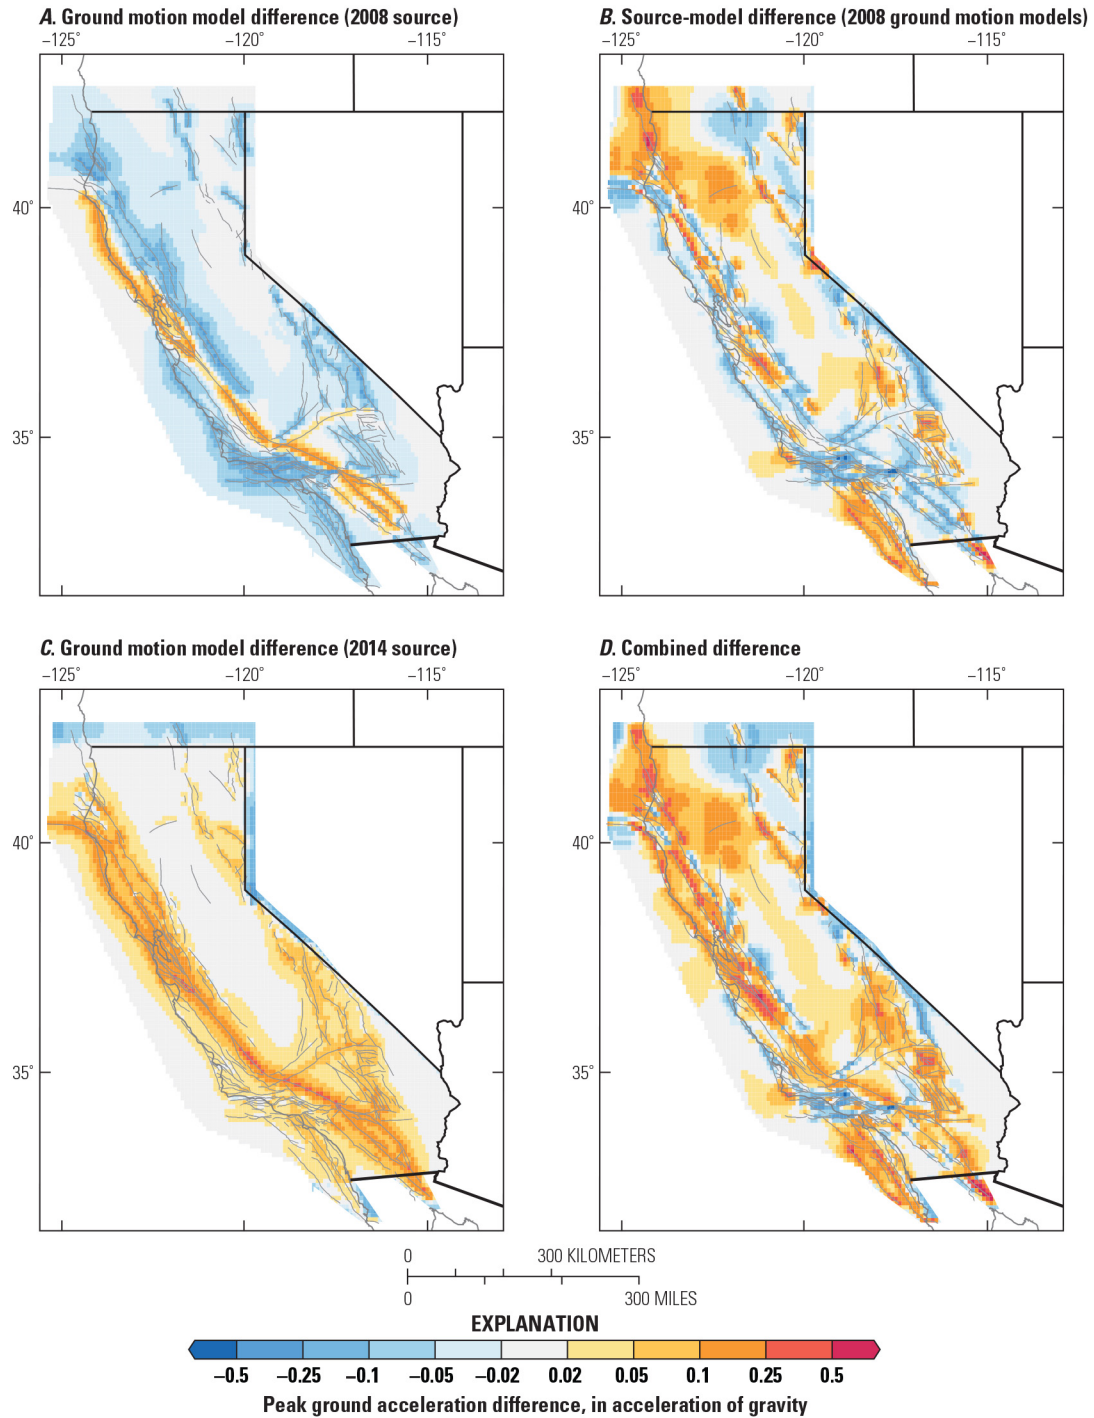 A. Ground motion model difference (2008 source)
B. Source-model difference (2008 ground motion models)
−125° −120° −115°
−125° −120° −115°
40°
40°
35°
35°
C. Ground motion model difference (2014 source)
D. Combined difference
−125° −120° −115°
−125° −120° −115°
40°
40°
35°
35°
0 300 KILOMETERS
0 300 MILES
EXPLANATION
−0.5 −0.25 −0.1 −0.05 −0.02 0.02 0.05 0.1 0.25 0.5
Peak ground acceleration difference, in acceleration of gravity